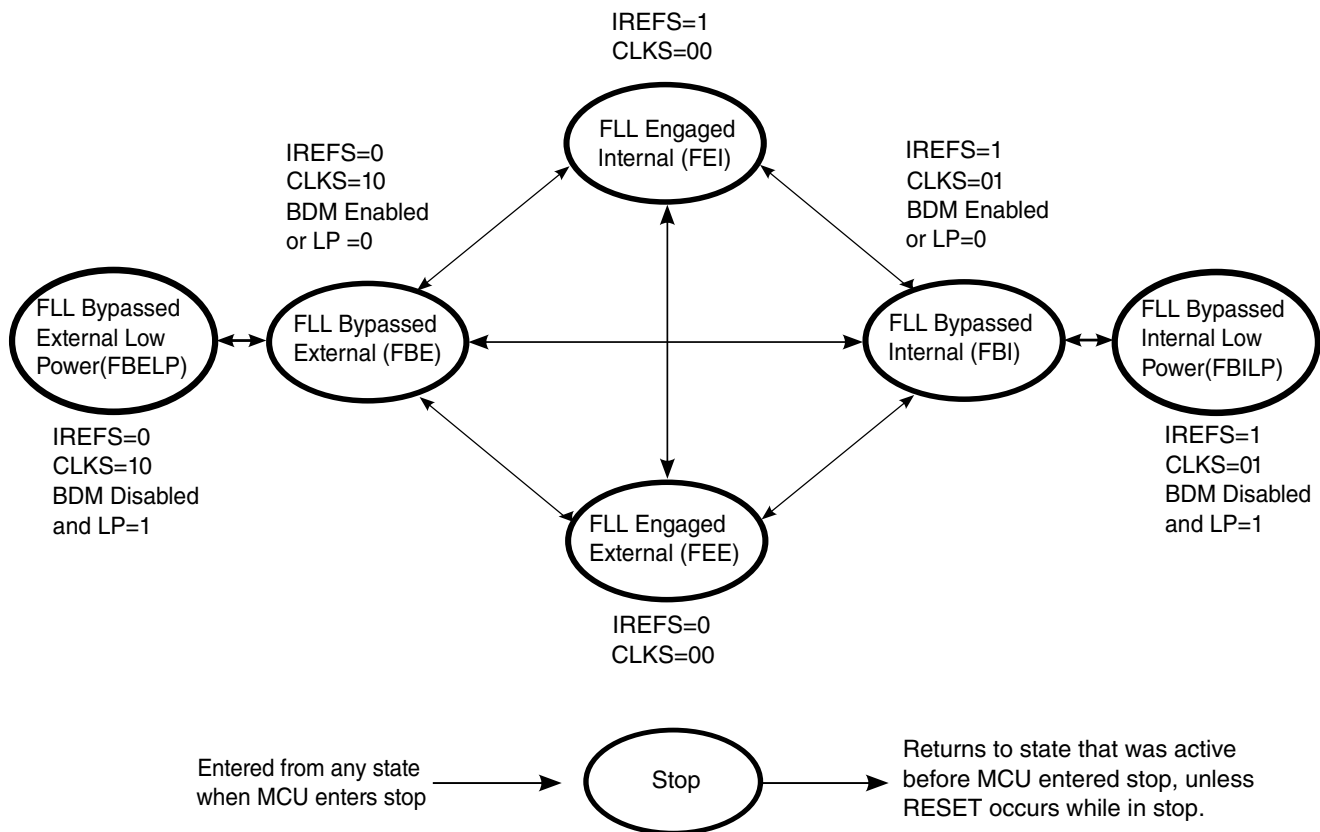 IREFS=1
CLKS=00
FLL Engaged
Internal (FEI)
IREFS=0
CLKS=10
BDM Enabled
or LP =0
IREFS=1
CLKS=01
BDM Enabled
or LP=0
FLL Bypassed
External Low
Power(FBELP)
FLL Bypassed
External (FBE)
FLL Bypassed
Internal (FBI)
FLL Bypassed
Internal Low
Power(FBILP)
IREFS=0
CLKS=10
BDM Disabled
and LP=1
FLL Engaged
External (FEE)
IREFS=1
CLKS=01
BDM Disabled
and LP=1
IREFS=0
CLKS=00
Entered from any state
when MCU enters stop
Stop
Returns to state that was active
before MCU entered stop, unless
RESET occurs while in stop.